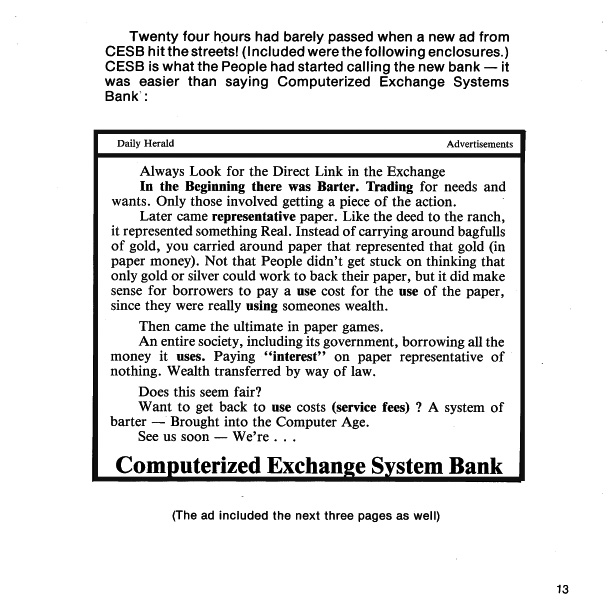 Twenty four hours had barely passed when a new ad from
CESB hit the streets! (Included were the following enclosures.)
CESB is what the People had started calling the new bank — it
was easier than saying Computerized Exchange Systems
Bank :
Daily Herald Advertisements
Always Look for the Direct Link in the Exchange
In the Beginning there was Barter. Trading for needs and
wants. Only those involved getting a piece of the action.
Later came representative paper. Like the deed to the ranch,
it represented something Real. Instead of carrying around bagfulls
of gold, you carried around paper that represented that gold (in
paper money). Not that People didn't get stuck on thinking that
only gold or silver could work to back their paper, but it did make
sense for borrowers to pay a use cost for the use of the paper,
since they were really using someones wealth.
Then came the ultimate in paper games.
An entire society, including its government, borrowing all the
money it uses. Paying "interest" on paper representative of
nothing. Wealth transferred by way of law.
Does this seem fair?
Want to get back to use costs (service fees) ? A system of
barter — Brought into the Computer Age.
See us soon — We're . . .
Computerized Exchange System Bank
(The ad included the next three pages as well)
13